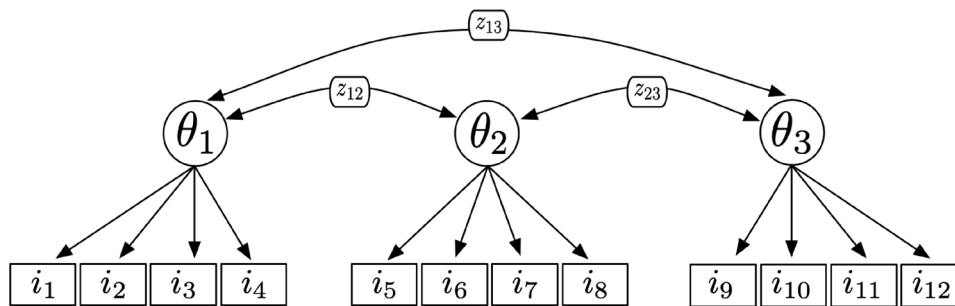 z13
z12 z23
θ1 θ2 θ3
i1 i2 i3 i4 i5 i6 i7 i8 i9 i10 i11 i12